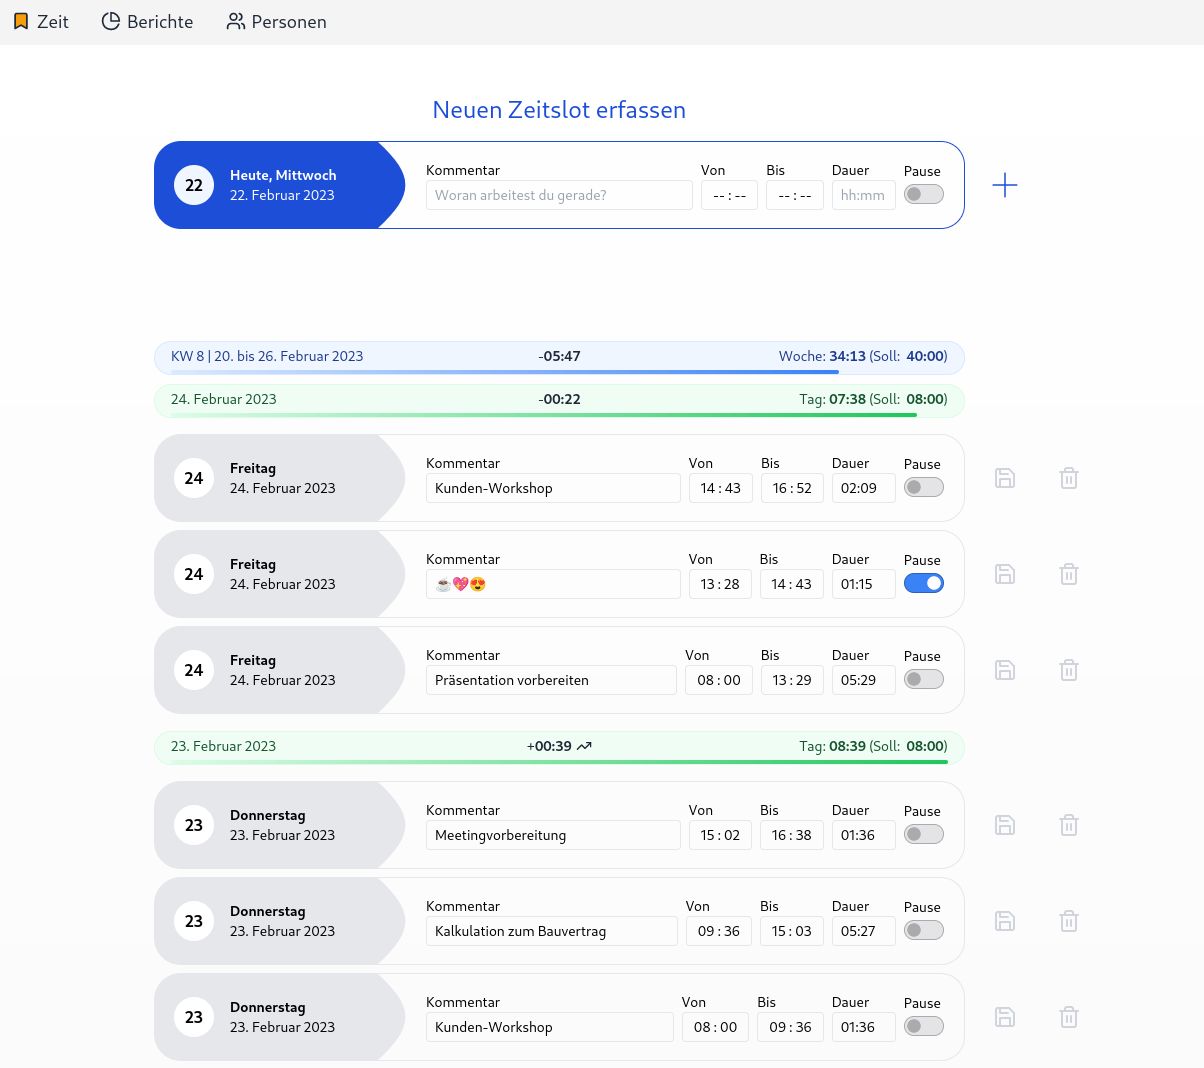 Zeit Berichte Personen
Neuen Zeitslot erfassen
22 Heute, Mittwoch 22. Februar 2023 Kommentar Woran arbeitest du gerade? Von -- : -- Bis -- : -- Dauer hh:mm Pause
KW 8 | 20. bis 26. Februar 2023 -05:47 Woche: 34:13 (Soll: 40:00)
24. Februar 2023 -00:22 Tag: 07:38 (Soll: 08:00)
24 Freitag 24. Februar 2023 Kommentar Kunden-Workshop Von 14 : 43 Bis 16 : 52 Dauer 02:09 Pause
24 Freitag 24. Februar 2023 Kommentar ☕💖😍 Von 13 : 28 Bis 14 : 43 Dauer 01:15 Pause
24 Freitag 24. Februar 2023 Kommentar Präsentation vorbereiten Von 08 : 00 Bis 13 : 29 Dauer 05:29 Pause
23. Februar 2023 +00:39 Tag: 08:39 (Soll: 08:00)
23 Donnerstag 23. Februar 2023 Kommentar Meetingvorbereitung Von 15 : 02 Bis 16 : 38 Dauer 01:36 Pause
23 Donnerstag 23. Februar 2023 Kommentar Kalkulation zum Bauvertrag Von 09 : 36 Bis 15 : 03 Dauer 05:27 Pause
23 Donnerstag 23. Februar 2023 Kommentar Kunden-Workshop Von 08 : 00 Bis 09 : 36 Dauer 01:36 Pause